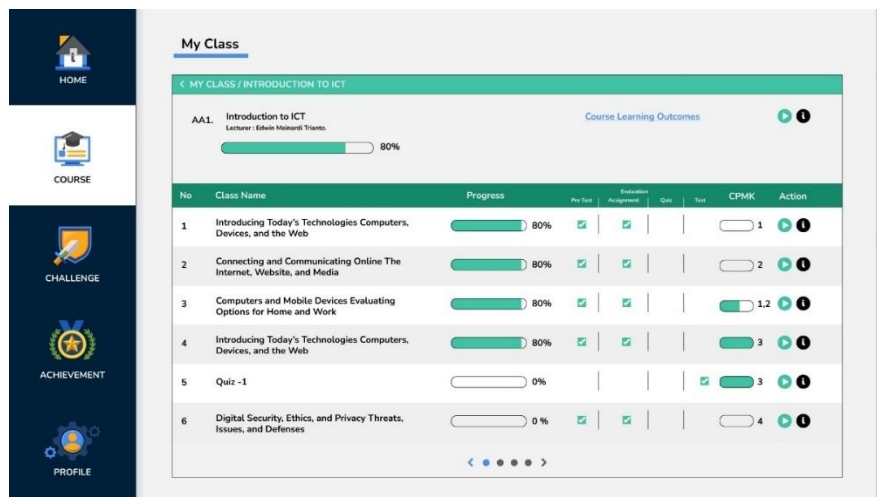 HOME
COURSE
CHALLENGE
ACHIEVEMENT
PROFILE
My Class
< MY CLASS / INTRODUCTION TO ICT
AA1. Introduction to ICT
Lecturer : Edwin Meinardi Trianto.
80%
Course Learning Outcomes
No Class Name Progress Evaluation CPMK Action
Pre Test Assignment Quiz Test
1 Introducing Today's Technologies Computers, 80% 1
Devices, and the Web
2 Connecting and Communicating Online The 80% 2
Internet, Website, and Media
3 Computers and Mobile Devices Evaluating 80% 1,2
Options for Home and Work
4 Introducing Today's Technologies Computers, 80% 3
Devices, and the Web
5 Quiz -1 0% 3
6 Digital Security, Ethics, and Privacy Threats, 0 % 4
Issues, and Defenses